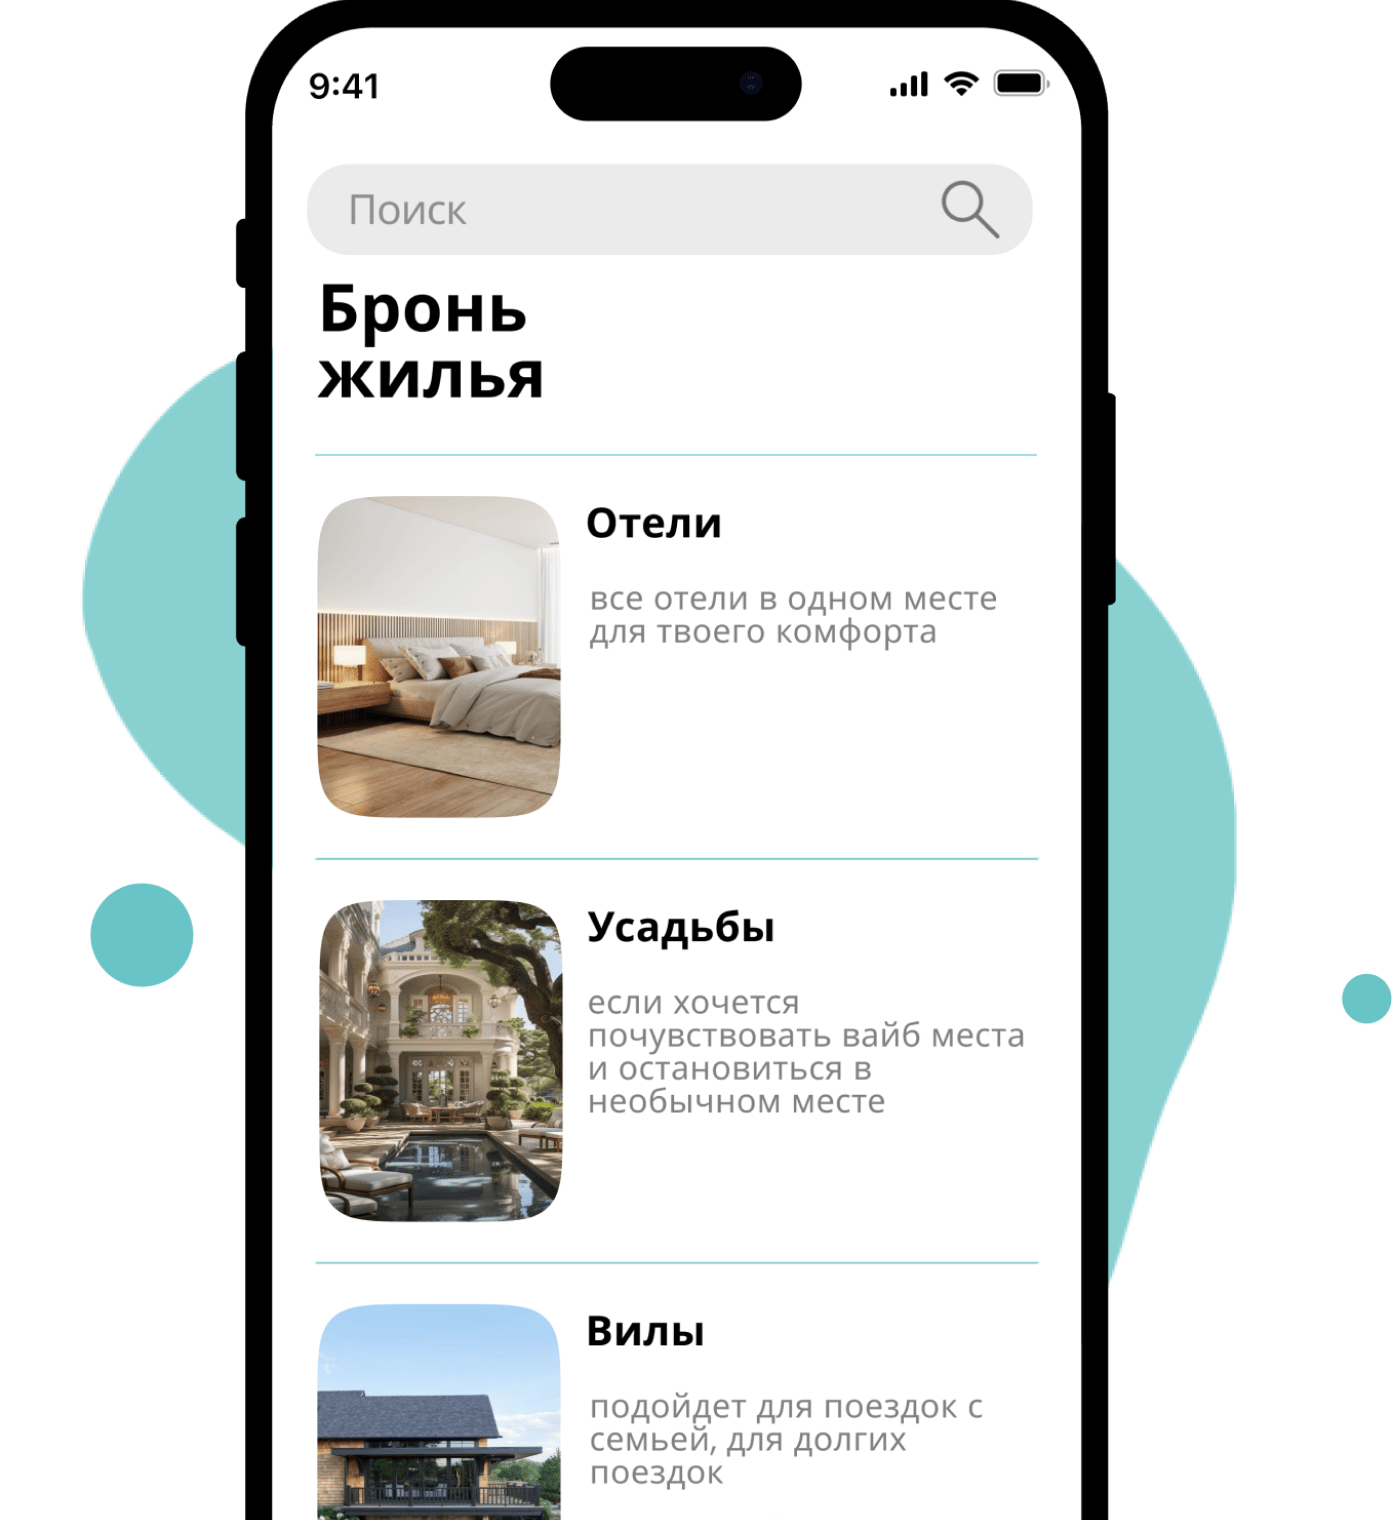 9:41
Поиск
Бронь
жилья
Отели
все отели в одном месте
для твоего комфорта
Усадьбы
если хочется
почувствовать вайб места
и остановиться в
необычном месте
Вилы
подойдет для поездок с
семьей, для долгих
поездок